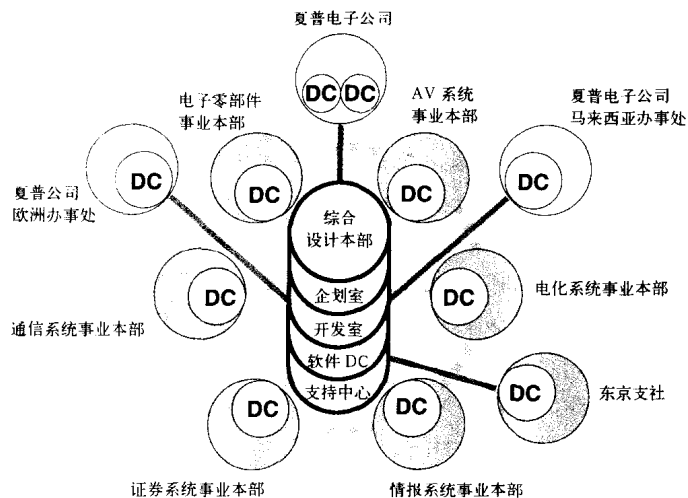 夏普电子公司
DC DC
电子零部件
事业本部
DC
AV 系统
事业本部
DC
夏普电子公司
马来西亚办事处
DC
夏普公司
欧洲办事处
DC
综合
设计本部
企划室
开发室
软件 DC
支持中心
通信系统事业本部
DC
电化系统事业本部
DC
东京支社
DC
证券系统事业本部
DC
情报系统事业本部
DC